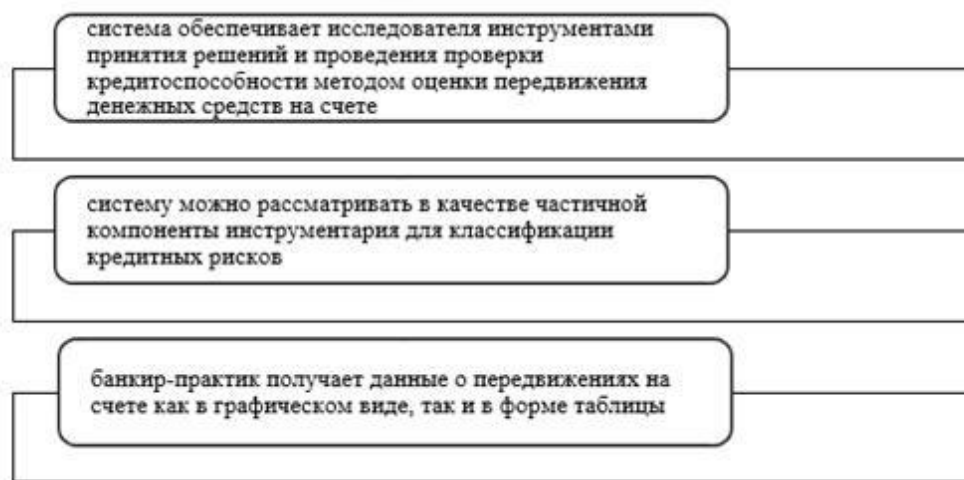 система обеспечивает исследователя инструментами
принятия решений и проведения проверки
кредитоспособности методом оценки передвижения
денежных средств на счете
систему можно рассматривать в качестве частичной
компоненты инструментария для классификации
кредитных рисков
банкир-практик получает данные о передвижениях на
счете как в графическом виде, так и в форме таблицы